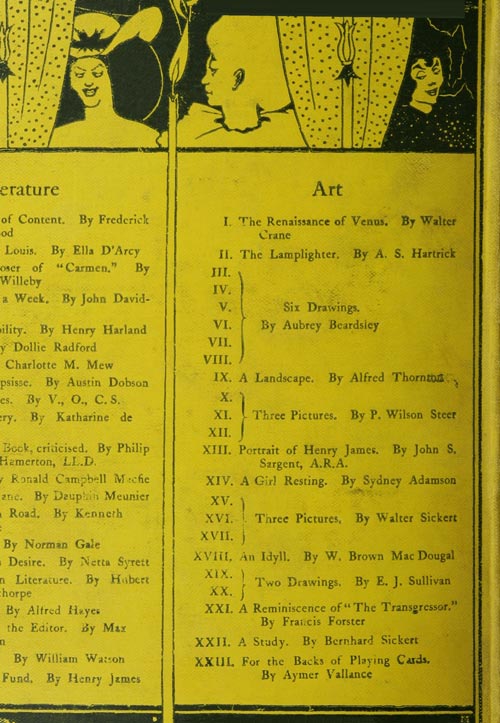 erature
of Content. By Frederick
od
Louis. By Ella D'Arcy
oser of "Carmen." By
Willeby
a Week. By John David-
bility. By Henry Harland
y Dollie Radford
Charlotte M. Mew
psisse. By Austin Dobson
es. By V., O., C. S.
ery. By Katharine de
Book, criticised. By Philip
Hamerton, LL.D.
y Ronald Campbell Macfie
ane. By Dauphin Meunier
Road. By Kenneth
By Norman Gale
Desire. By Netta Syrett
n Literature. By Hubert
thorpe
By Alfred Hayes
the Editor. By Max
m
By William Watson
Fund. By Henry James
Art
I. The Renaissance of Venus. By Walter
Crane
II. The Lamplighter. By A. S. Hartrick
III.
IV.
V. Six Drawings.
VI. By Aubrey Beardsley
VII.
VIII.
IX. A Landscape. By Alfred Thornton
X.
XI. Three Pictures. By P. Wilson Steer
XII.
XIII. Portrait of Henry James. By John S.
Sargent, A.R.A.
XIV. A Girl Resting. By Sydney Adamson
XV.
XVI. Three Pictures, By Walter Sickert
XVII.
XVIII. An Idyll. By W. Brown Mac Dougal
XIX.
Two Drawings. By E. J. Sullivan
XX.
XXI. A Reminiscence of "The Transgressor."
By Francis Forster
XXII. A Study. By Bernhard Sickert
XXIII. For the Backs of Playing Cards.
By Aymer Vallance